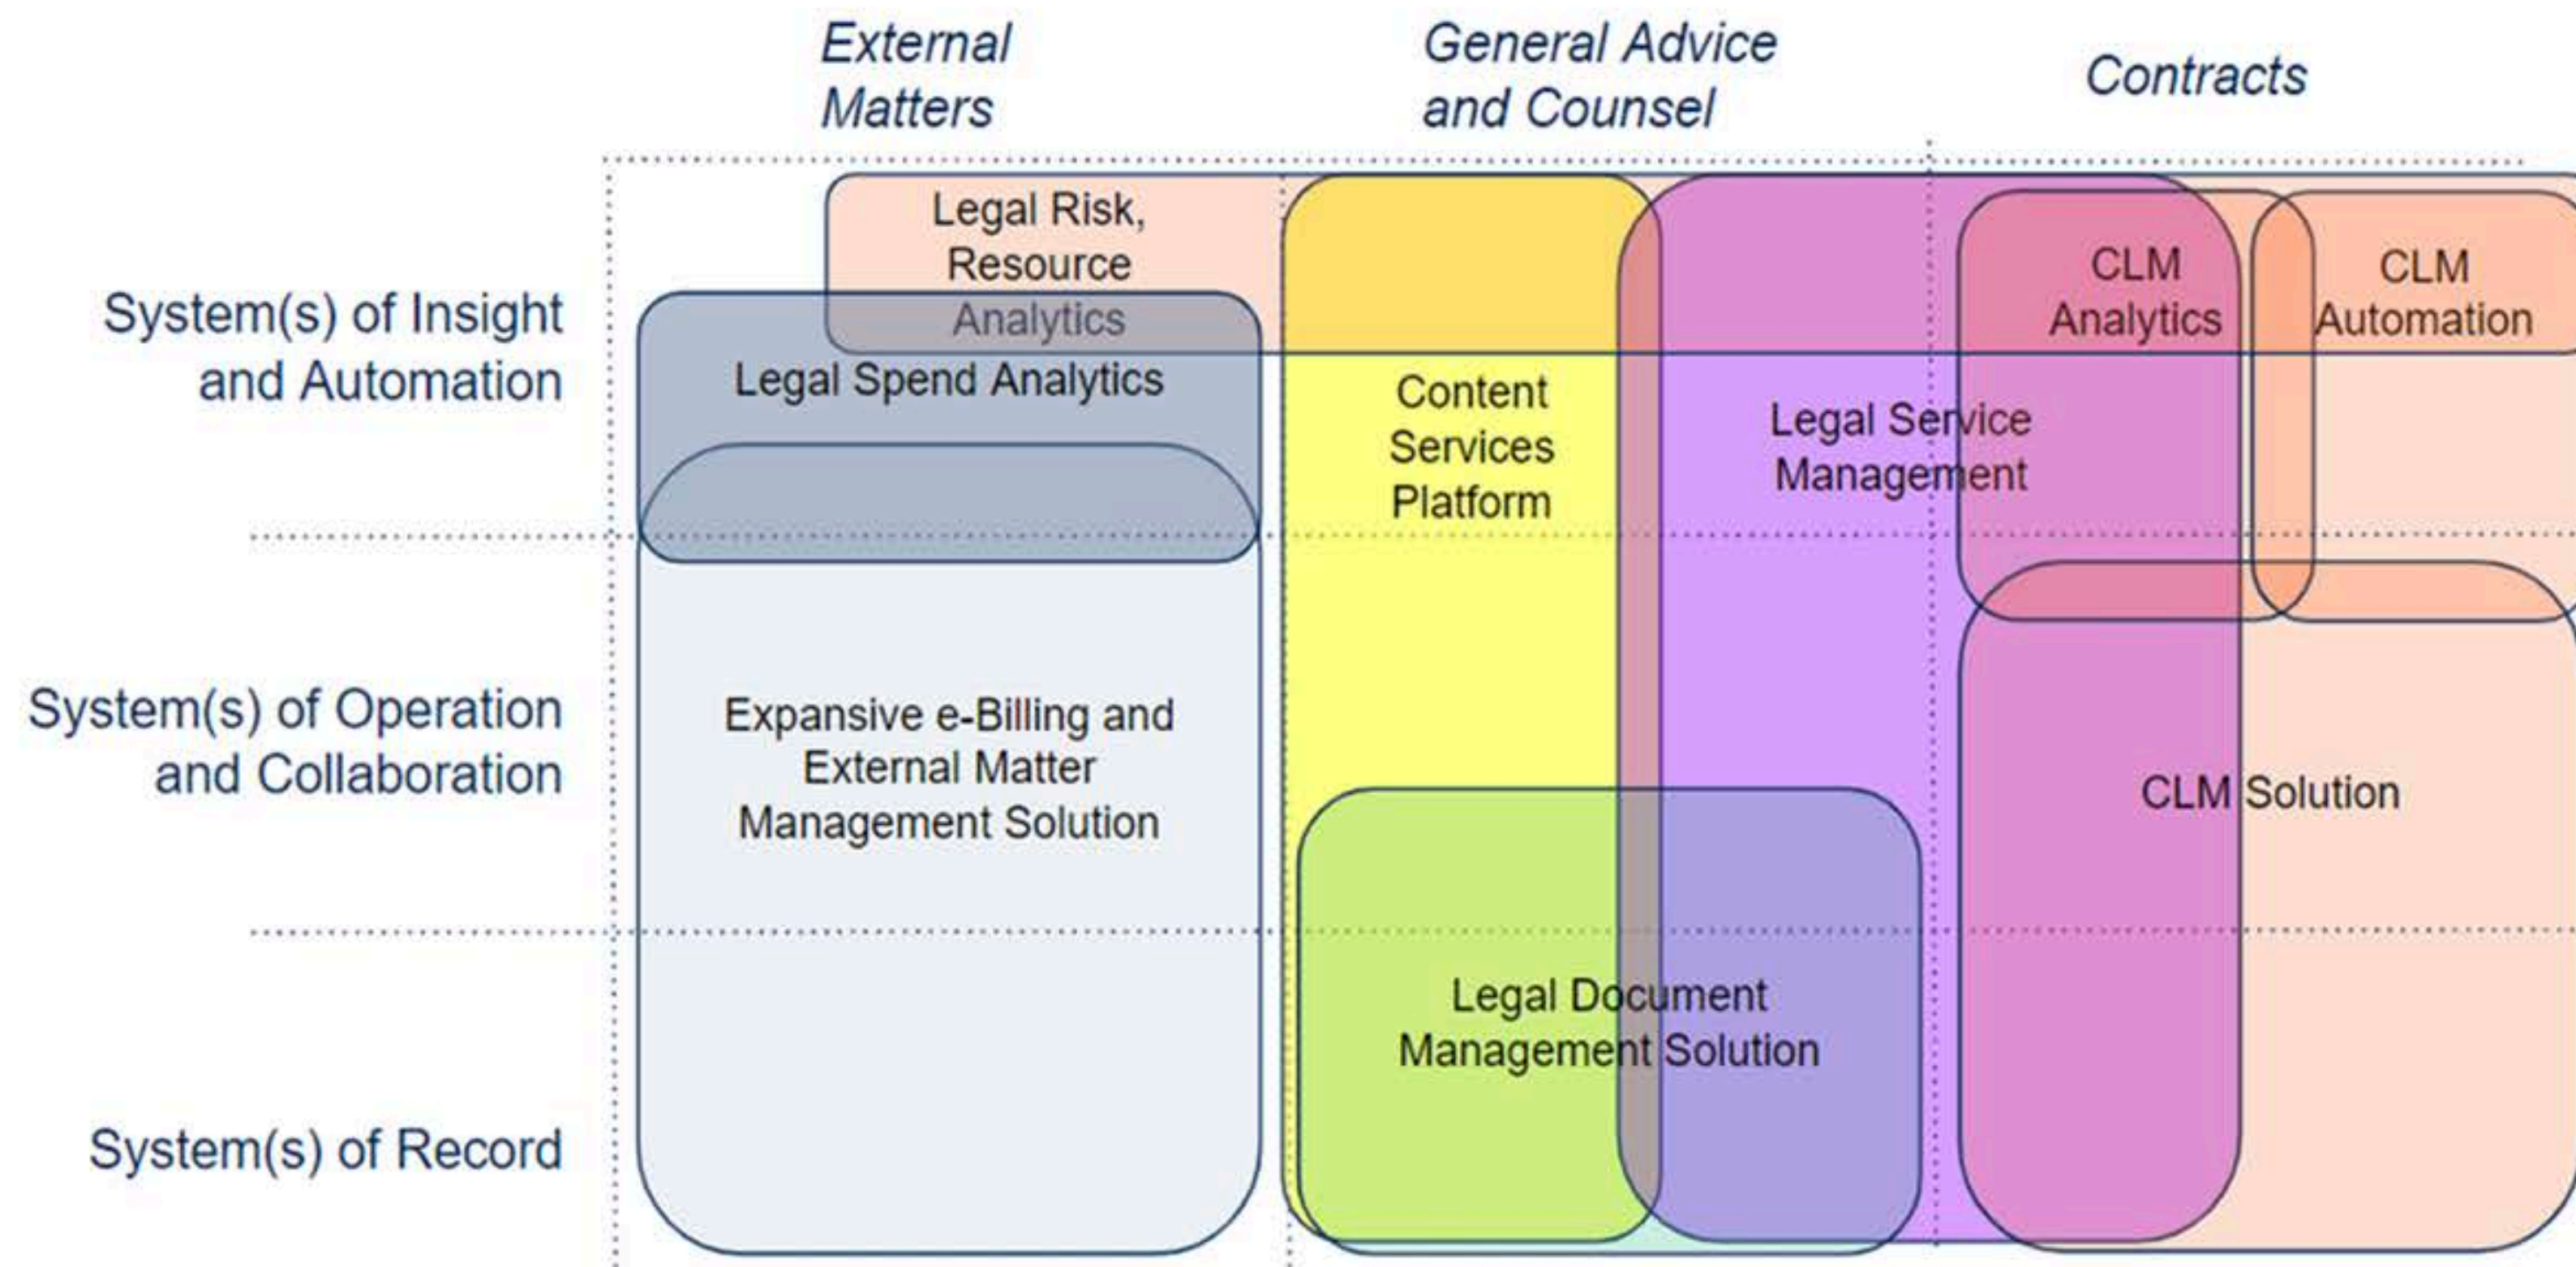 External
Matters
General Advice
and Counsel
Contracts
System(s) of Insight
and Automation
Legal Risk,
Resource
Analytics
Legal Spend Analytics
Content
Services
Platform
Legal Service
Management
CLM
Analytics
CLM
Automation
System(s) of Operation
and Collaboration
Expansive e-Billing and
External Matter
Management Solution
CLM Solution
System(s) of Record
Legal Document
Management Solution